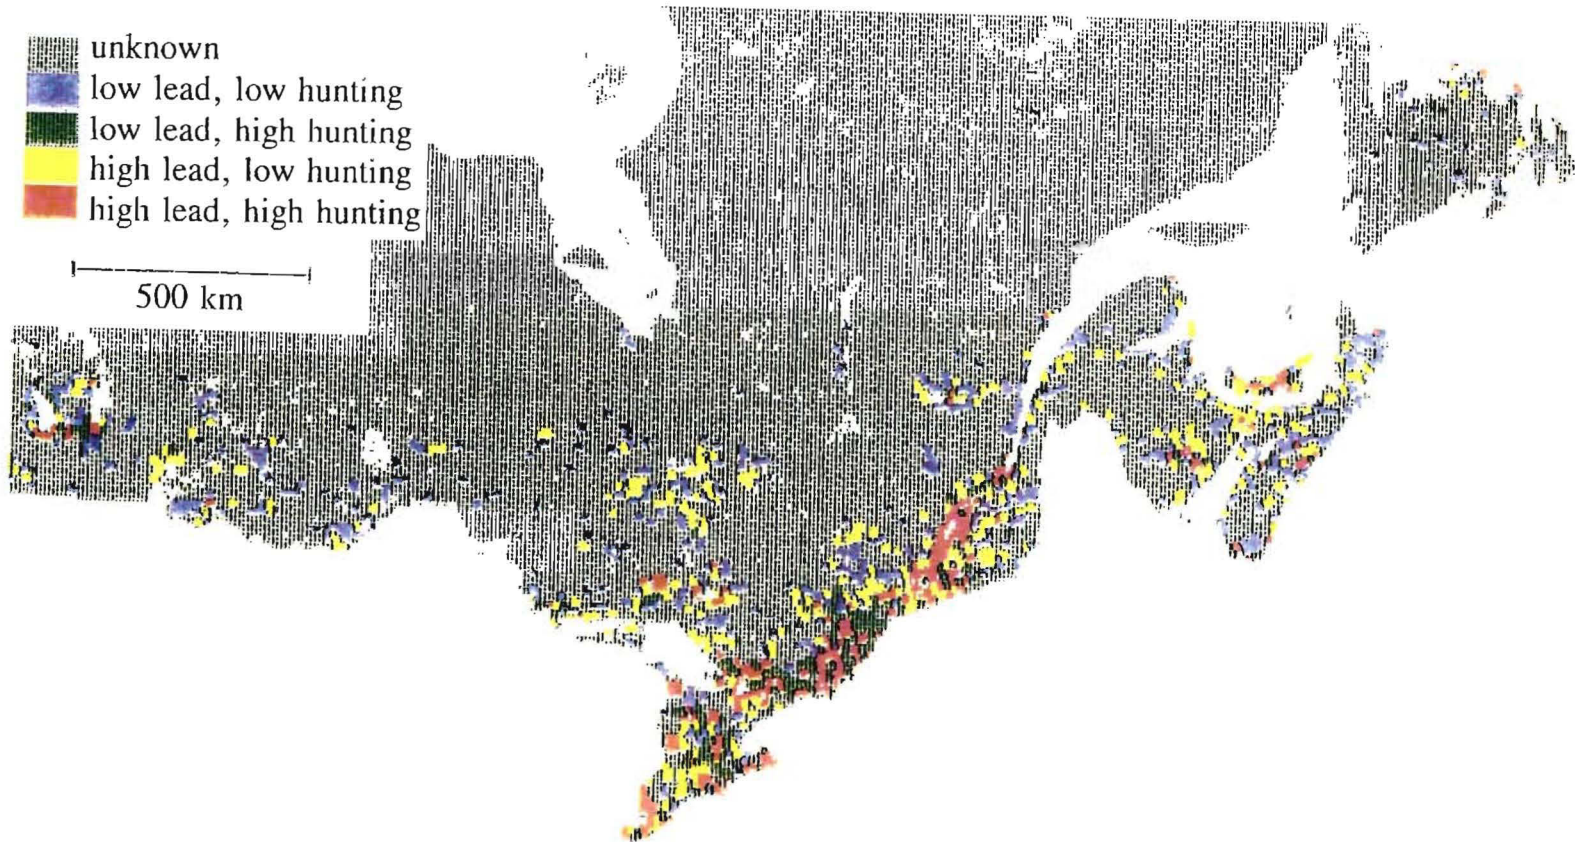 unknown
low lead, low hunting
low lead, high hunting
high lead, low hunting
high lead, high hunting
500 km